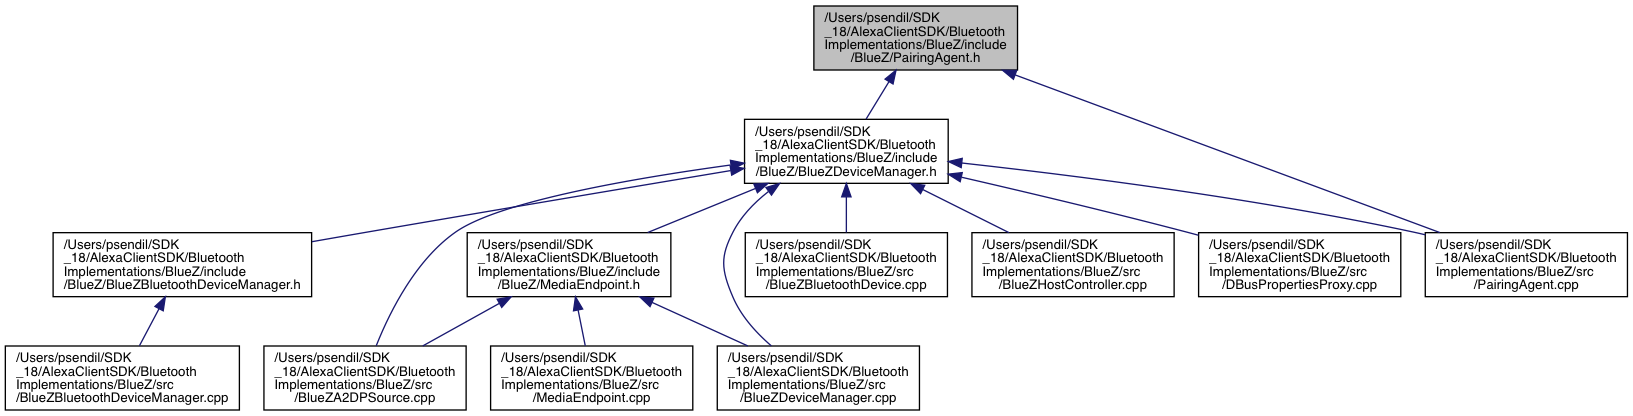 /Users/psendil/SDK
_18/AlexaClientSDK/Bluetooth
Implementations/BlueZ/include
/BlueZ/PairingAgent.h
/Users/psendil/SDK
_18/AlexaClientSDK/Bluetooth
Implementations/BlueZ/include
/BlueZ/BlueZDeviceManager.h
/Users/psendil/SDK
_18/AlexaClientSDK/Bluetooth
Implementations/BlueZ/include
/BlueZ/BlueZBluetoothDeviceManager.h
/Users/psendil/SDK
_18/AlexaClientSDK/Bluetooth
Implementations/BlueZ/include
/BlueZ/MediaEndpoint.h
/Users/psendil/SDK
_18/AlexaClientSDK/Bluetooth
Implementations/BlueZ/src
/BlueZBluetoothDevice.cpp
/Users/psendil/SDK
_18/AlexaClientSDK/Bluetooth
Implementations/BlueZ/src
/BlueZHostController.cpp
/Users/psendil/SDK
_18/AlexaClientSDK/Bluetooth
Implementations/BlueZ/src
/DBusPropertiesProxy.cpp
/Users/psendil/SDK
_18/AlexaClientSDK/Bluetooth
Implementations/BlueZ/src
/PairingAgent.cpp
/Users/psendil/SDK
_18/AlexaClientSDK/Bluetooth
Implementations/BlueZ/src
/BlueZBluetoothDeviceManager.cpp
/Users/psendil/SDK
_18/AlexaClientSDK/Bluetooth
Implementations/BlueZ/src
/BlueZA2DPSource.cpp
/Users/psendil/SDK
_18/AlexaClientSDK/Bluetooth
Implementations/BlueZ/src
/MediaEndpoint.cpp
/Users/psendil/SDK
_18/AlexaClientSDK/Bluetooth
Implementations/BlueZ/src
/BlueZDeviceManager.cpp